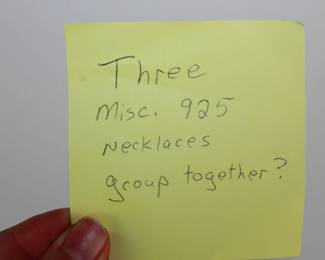 Three
Misc. 925
Necklaces
group together?